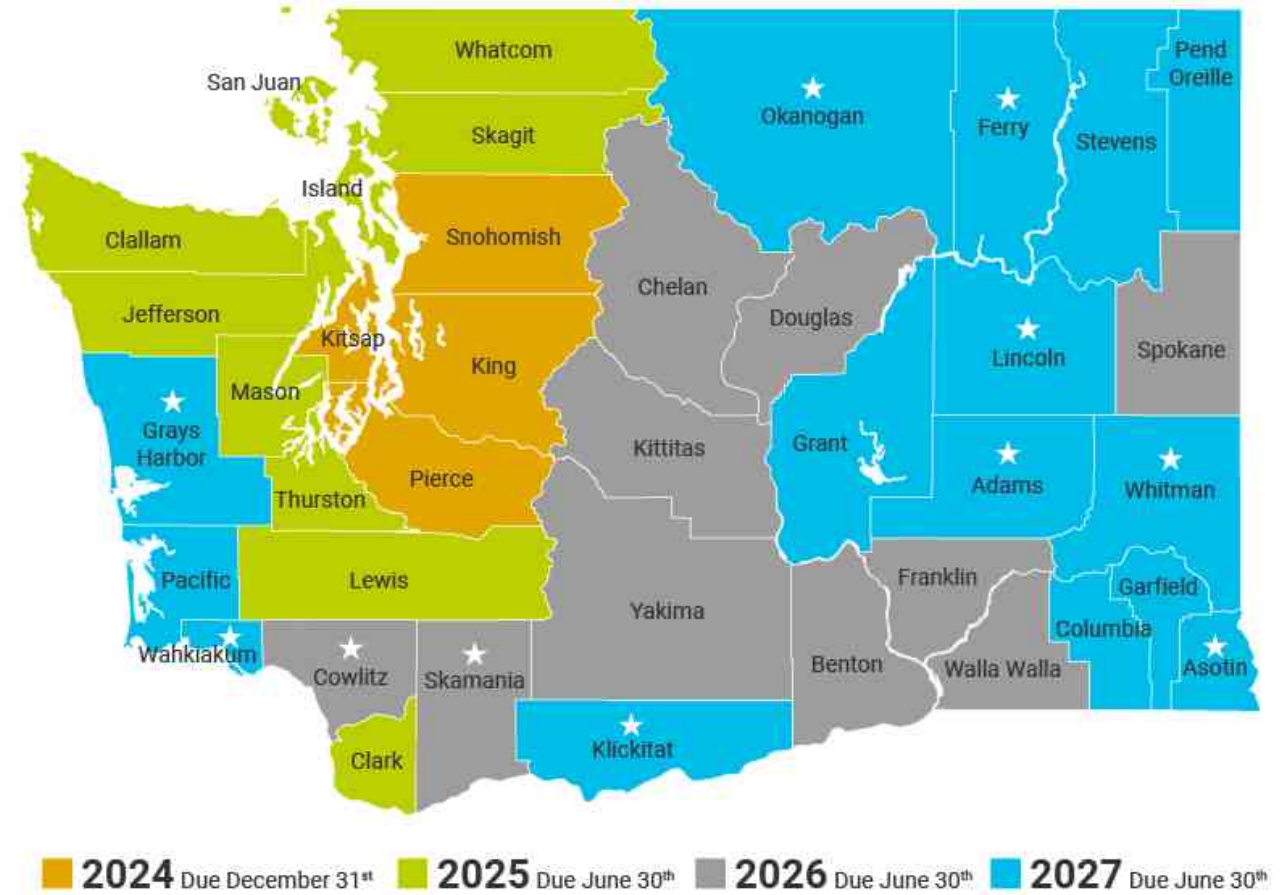 Whatcom
Pend
Oreille
San Juan
Okanogan
Ferry
Stevens
Skagit
Island
Clallam
Snohomish
Chelan
Jefferson
Kitsap
Douglas
King
Lincoln
Spokane
Mason
Grays
Harbor
Kittitas
Grant
Adams
Whitman
Pierce
Thurston
Pacific
Lewis
Yakima
Franklin
Garfield
Columbia
Wahkiakum
Cowlitz
Skamania
Benton
Walla Walla
Asotin
Klickitat
Clark
2024 Due December 31st
2025 Due June 30th
2026 Due June 30th
2027 Due June 30th